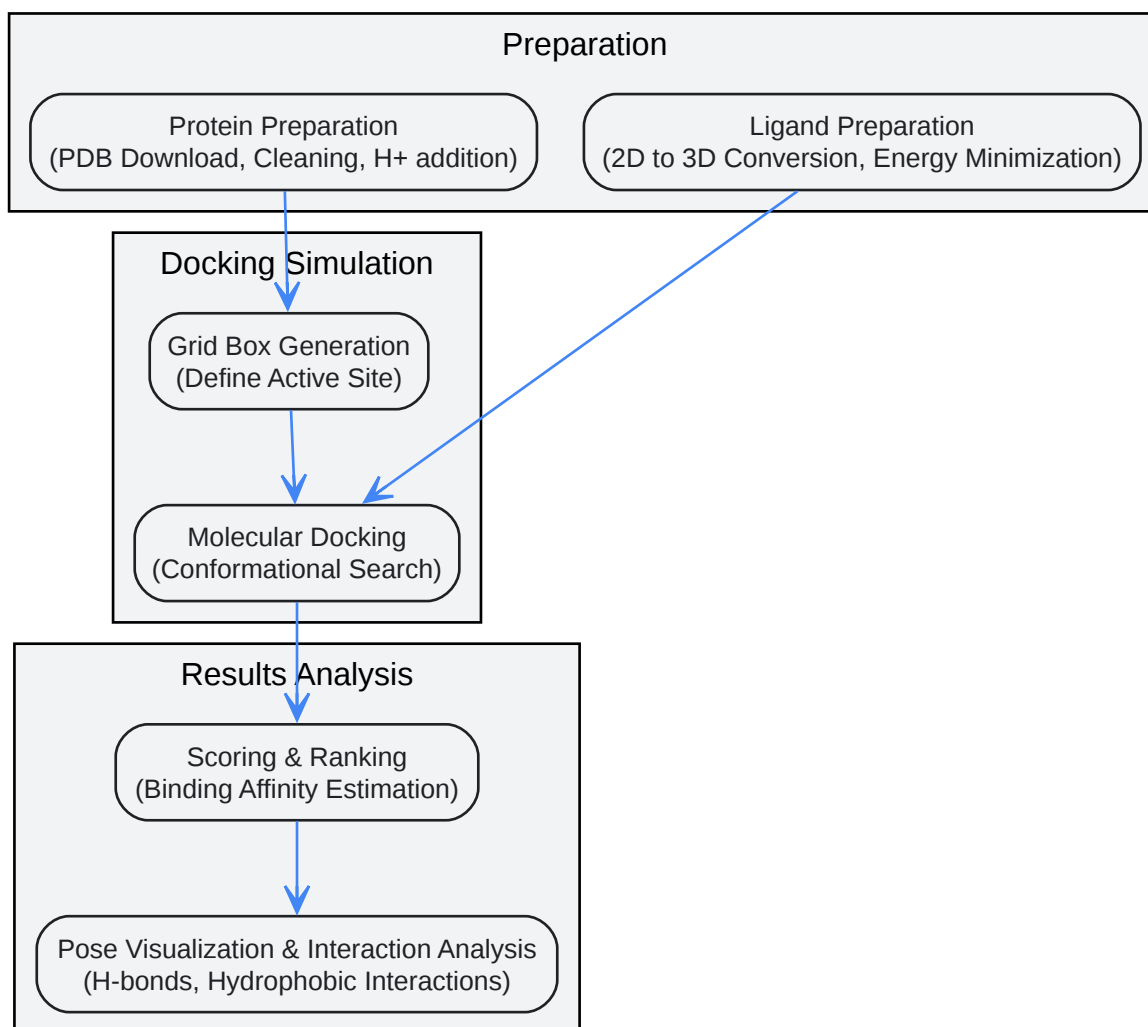 Preparation
Protein Preparation
(PDB Download, Cleaning, H+ addition)
Ligand Preparation
(2D to 3D Conversion, Energy Minimization)
Docking Simulation
Grid Box Generation
(Define Active Site)
Molecular Docking
(Conformational Search)
Results Analysis
Scoring & Ranking
(Binding Affinity Estimation)
Pose Visualization & Interaction Analysis
(H-bonds, Hydrophobic Interactions)